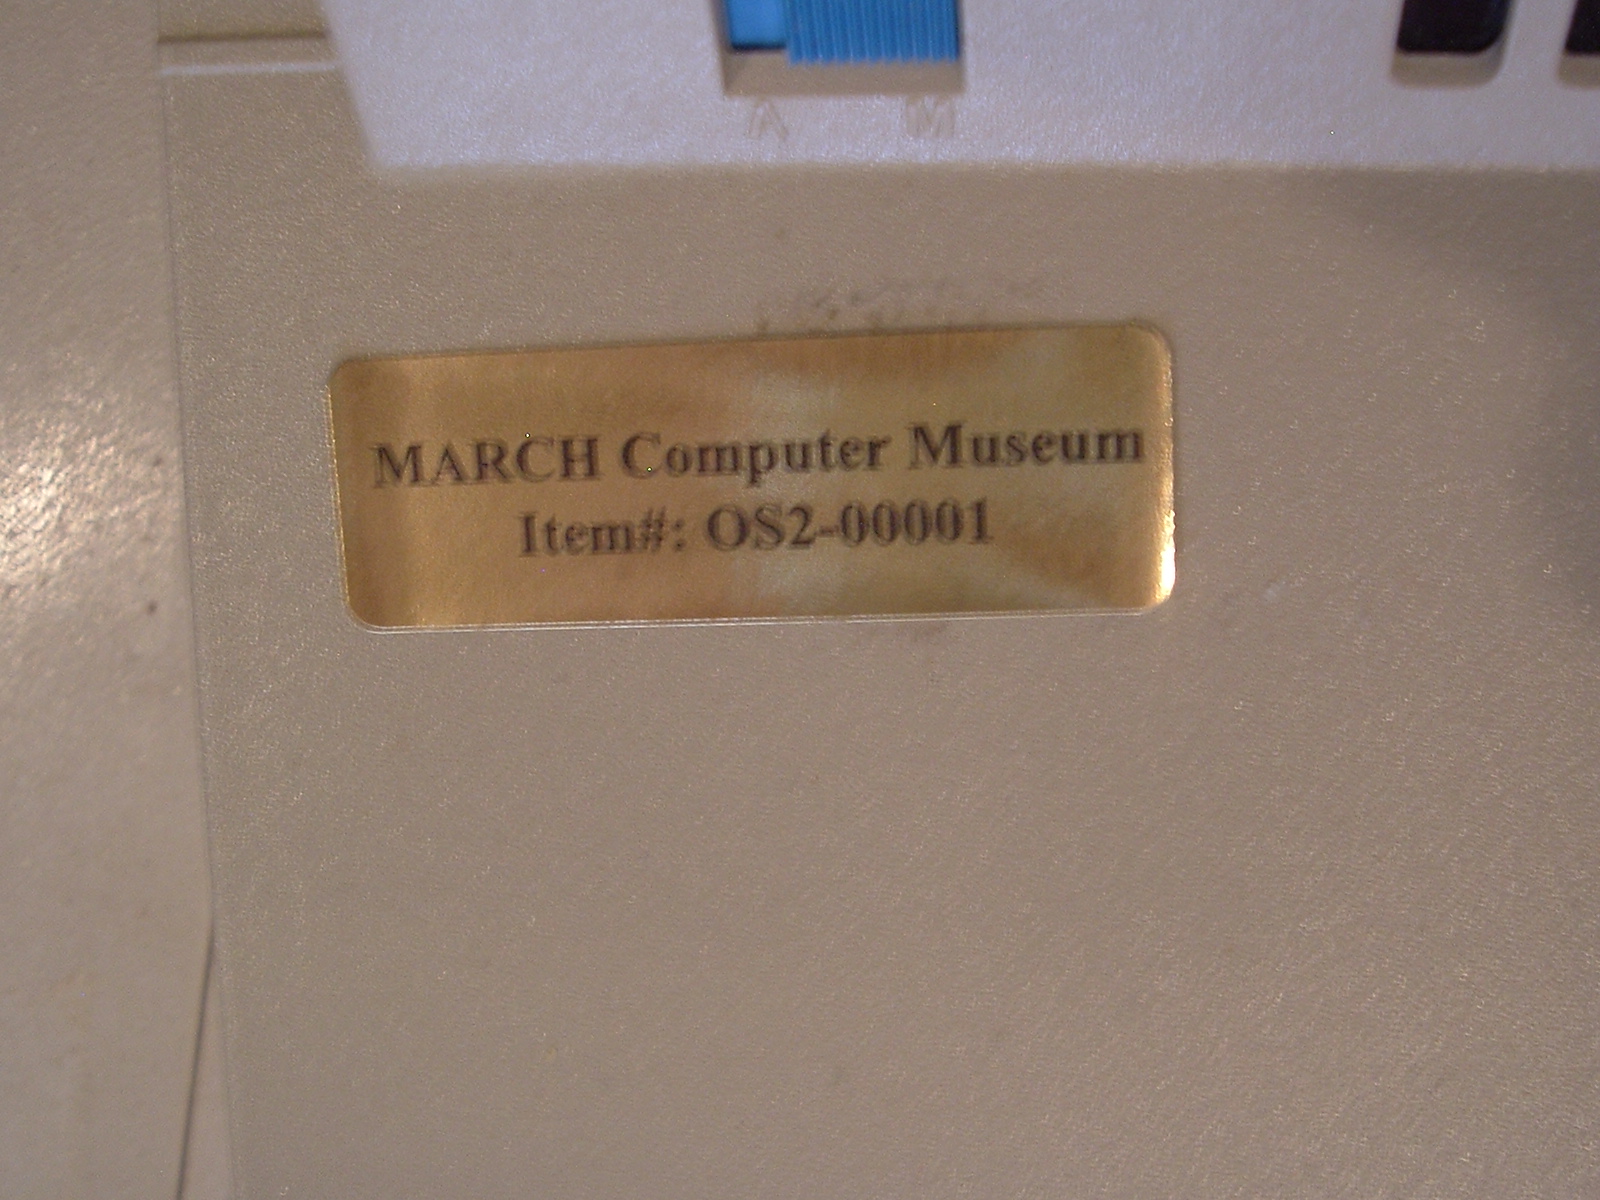 A M
MARCH Computer Museum
Item#: OS2-00001